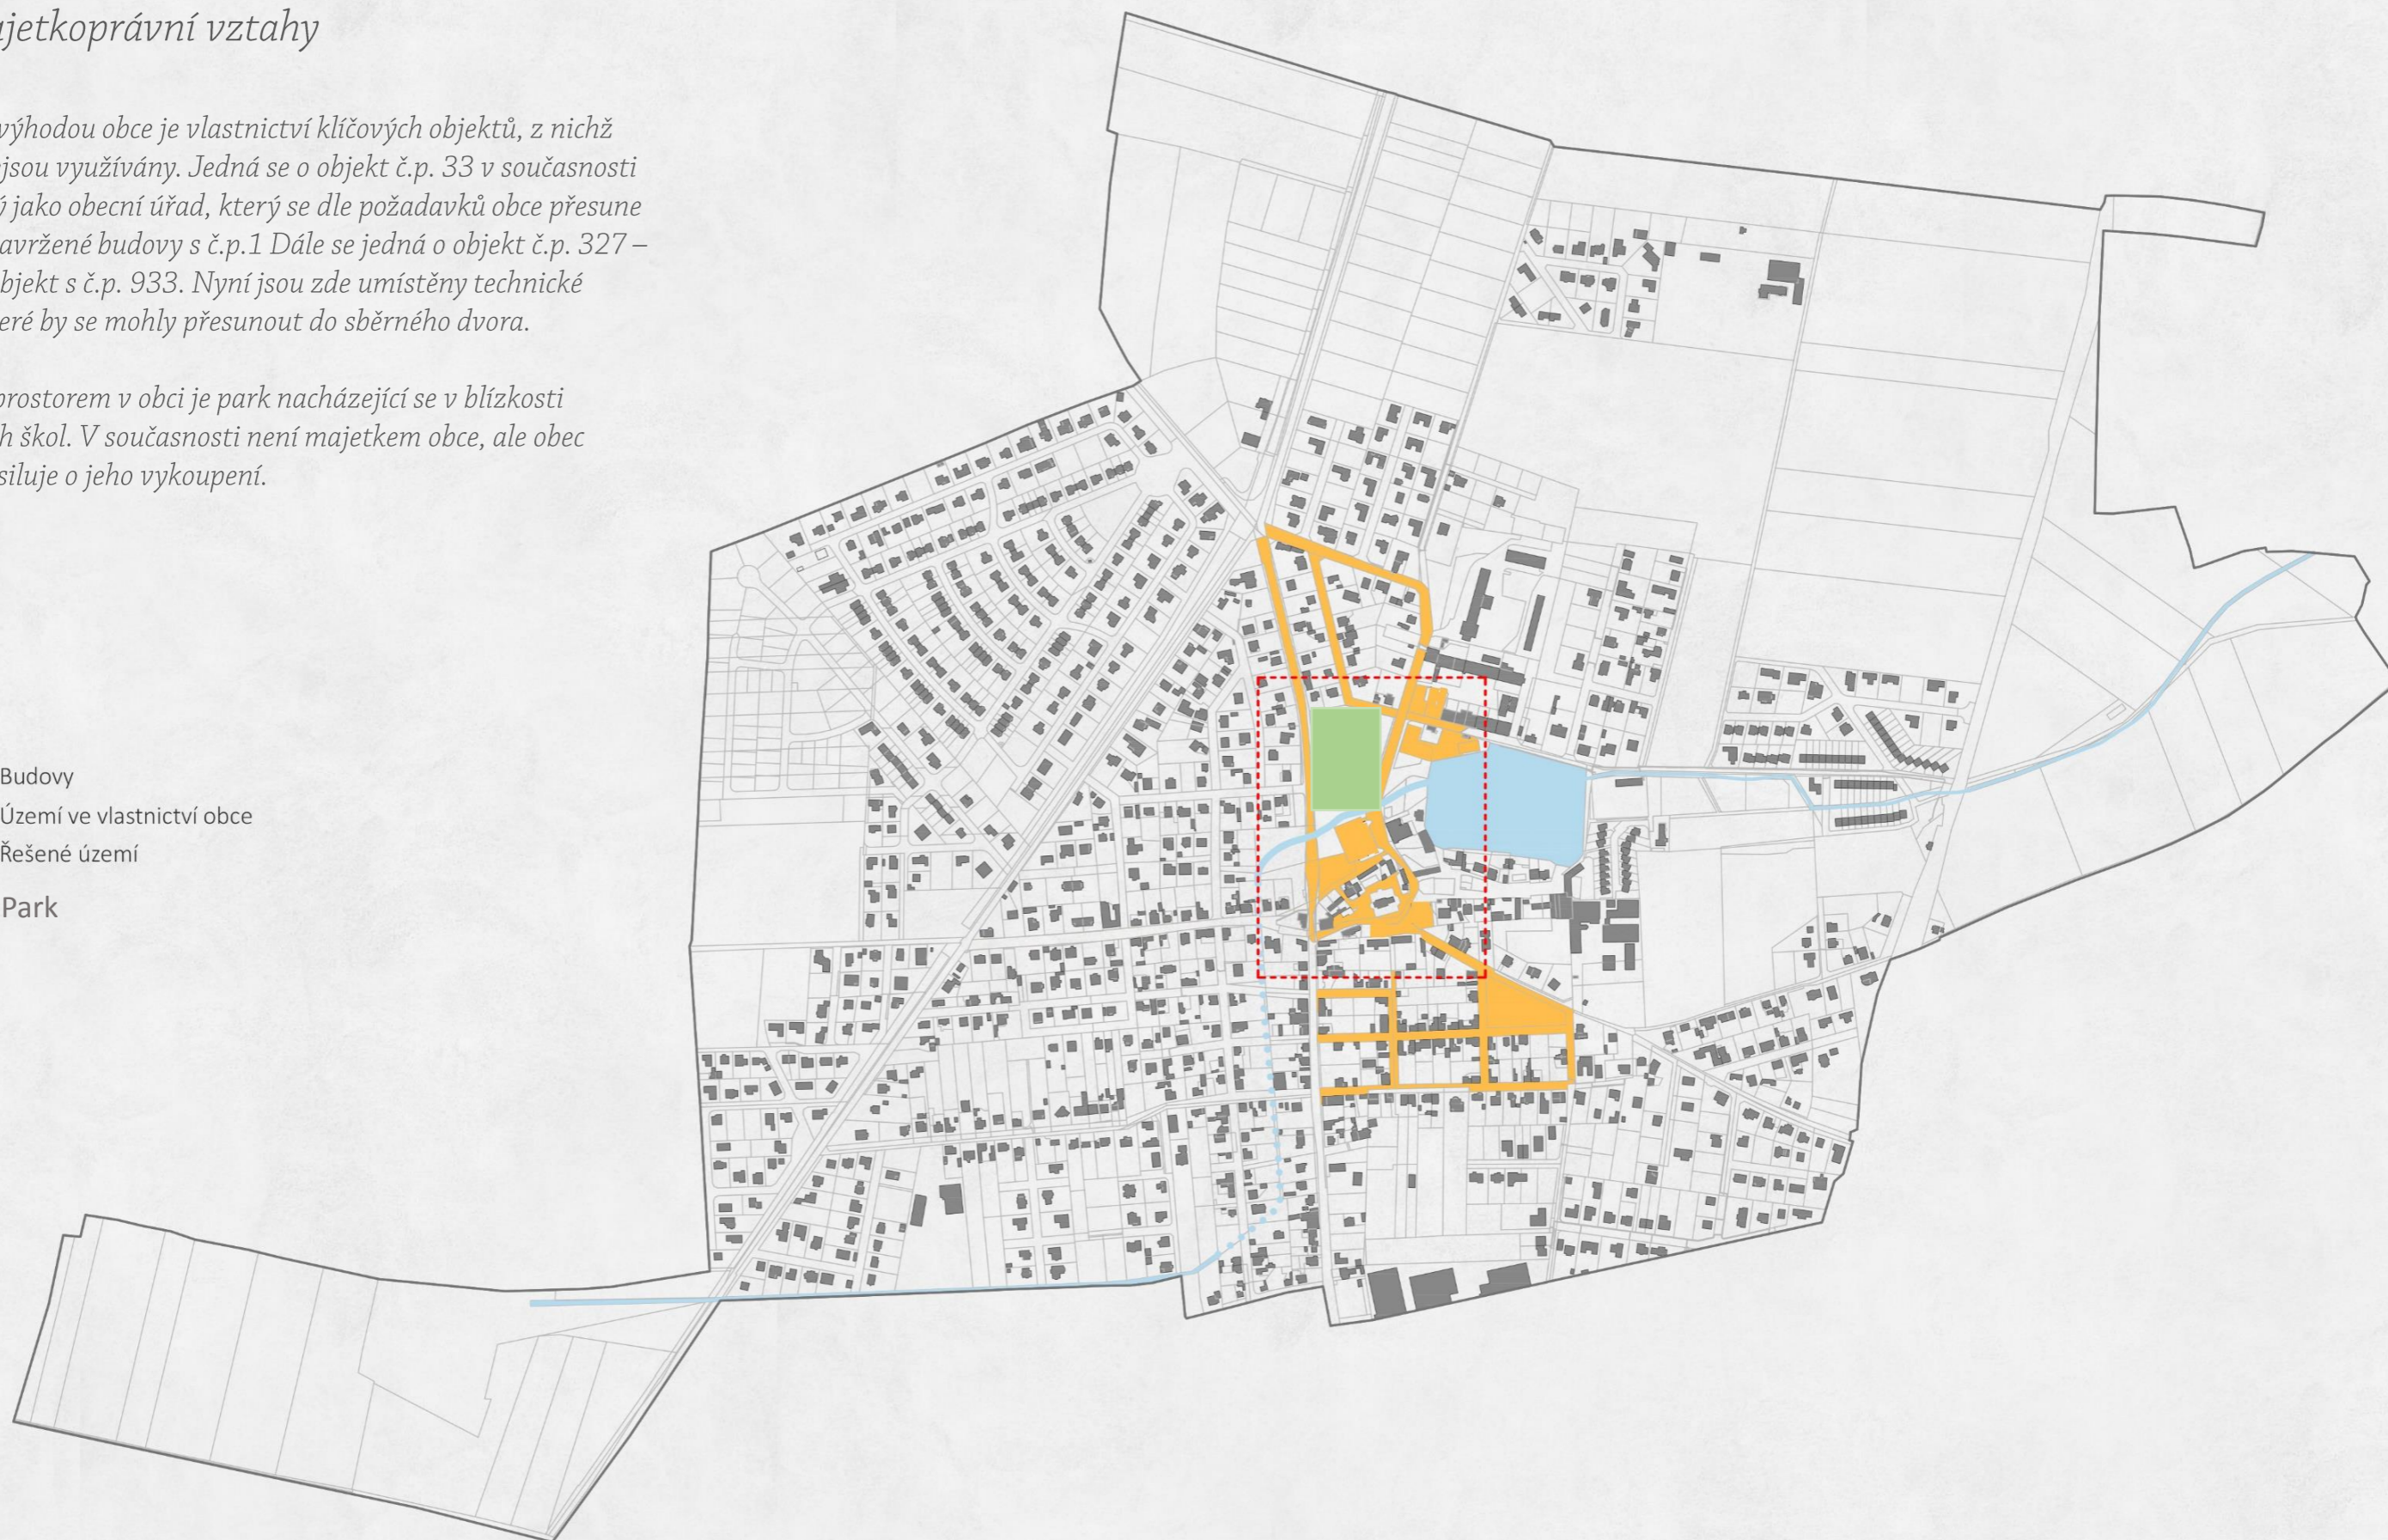 jetkoprávní vztahy
výhodou obce je vlastnictví klíčových objektů, z nichž
ejsou využívány. Jedná se o objekt č.p. 33 v současnosti
ý jako obecní úřad, který se dle požadavků obce přesune
avržené budovy s č.p.1 Dále se jedná o objekt č.p. 327 –
bjekt s č.p. 933. Nyní jsou zde umístěny technické
eré by se mohly přesunout do sběrného dvora.
prostorem v obci je park nacházející se v blízkosti
h škol. V současnosti není majetkem obce, ale obec
siluje o jeho vykoupení.
Budovy
Území ve vlastnictví obce
Řešené území
Park